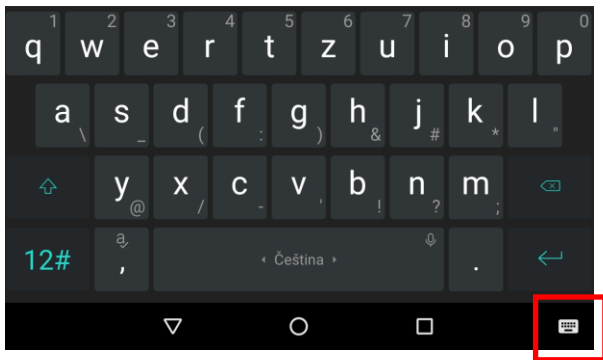 1 2 3 4 5 6 7 8 9 0
q w e r t z u i o p
a s d f g h j k l
\ _ ( : ) & # * "
y x c v b n m
@ / - ' ! ? ;
12# a , Čeština .